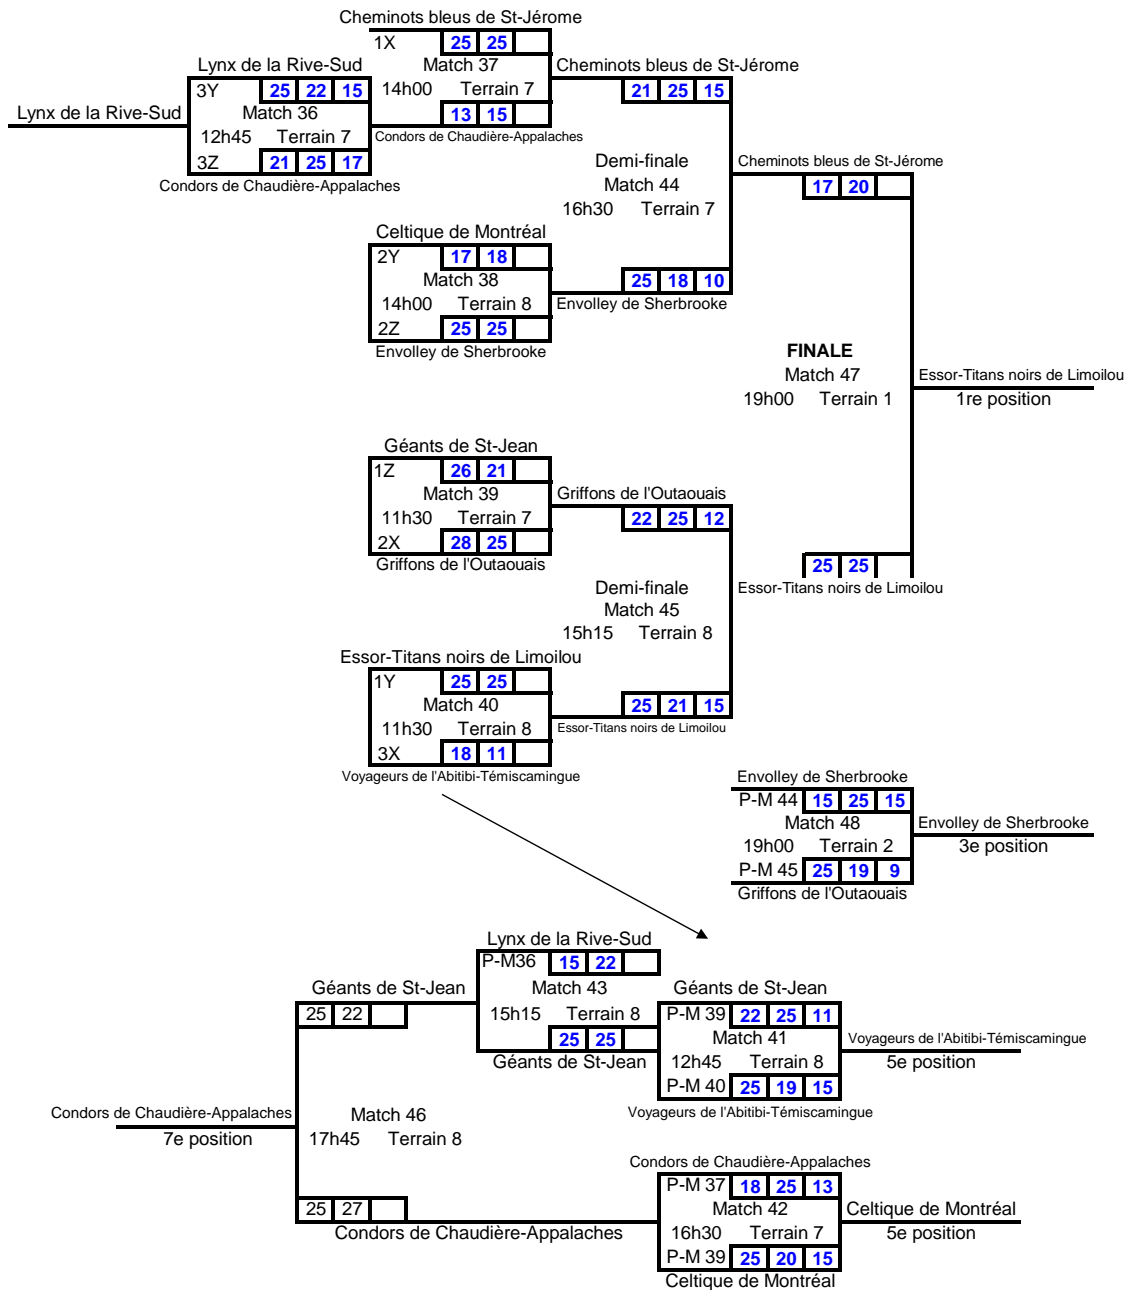 Cheminots bleus de St-Jérome
1X 25 25
Match 37
14h00 Terrain 7
13 15
Condors de Chaudière-Appalaches
Lynx de la Rive-Sud
3Y 25 22 15
Lynx de la Rive-Sud
Match 36
12h45 Terrain 7
3Z 21 25 17
Condors de Chaudière-Appalaches
Cheminots bleus de St-Jérome
21 25 15
Demi-finale
Match 44
16h30 Terrain 7
25 18 10
Envolley de Sherbrooke
Celtique de Montréal
2Y 17 18
Match 38
14h00 Terrain 8
2Z 25 25
Envolley de Sherbrooke
Cheminots bleus de St-Jérome
17 20
FINALE
Match 47
19h00 Terrain 1
Essor-Titans noirs de Limoilou
1re position
25 25
Essor-Titans noirs de Limoilou
Géants de St-Jean
1Z 26 21
Match 39
11h30 Terrain 7
2X 28 25
Griffons de l'Outaouais
Griffons de l'Outaouais
22 25 12
Demi-finale
Match 45
15h15 Terrain 8
25 21 15
Essor-Titans noirs de Limoilou
Essor-Titans noirs de Limoilou
1Y 25 25
Match 40
11h30 Terrain 8
3X 18 11
Voyageurs de l'Abitibi-Témiscamingue
Envolley de Sherbrooke
P-M 44 15 25 15
Match 48
19h00 Terrain 2
P-M 45 25 19 9
Griffons de l'Outaouais
Envolley de Sherbrooke
3e position
Lynx de la Rive-Sud
P-M36 15 22
Match 43
15h15 Terrain 8
25 25
Géants de St-Jean
Géants de St-Jean
25 22
Match 46
17h45 Terrain 8
25 27
Condors de Chaudière-Appalaches
Condors de Chaudière-Appalaches
7e position
Géants de St-Jean
P-M 39 22 25 11
Match 41
12h45 Terrain 8
P-M 40 25 19 15
Voyageurs de l'Abitibi-Témiscamingue
Voyageurs de l'Abitibi-Témiscamingue
5e position
Condors de Chaudière-Appalaches
P-M 37 18 25 13
Match 42
16h30 Terrain 7
P-M 39 25 20 15
Celtique de Montréal
Celtique de Montréal
5e position